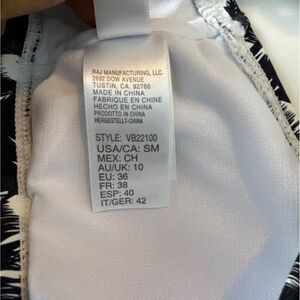 RAJ MANUFACTURING, LLC.
2692 DOW AVENUE
TUSTIN, CA. 92780
MADE IN CHINA
FABRIQUE EN CHINE
HECHO EN CHINA
PRODOTTO IN CHINA
HERGESTELLT-CHINA
STYLE: VB22100
USA/CA: SM
MEX: CH
AU/UK: 10
EU: 36
FR: 38
ESP: 40
IT/GER: 42